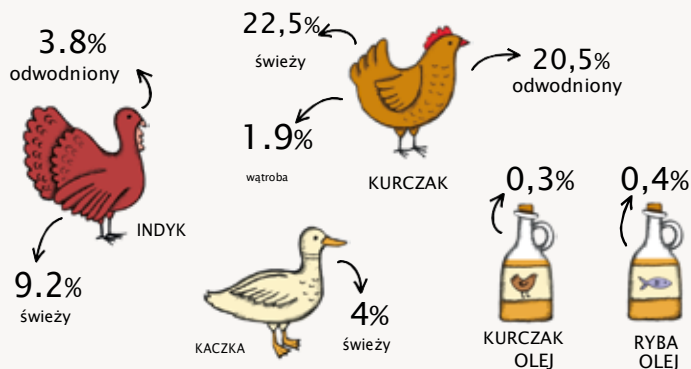 3.8%
odwodniony
INDYK
9.2%
świeży
22,5%
świeży
20,5%
odwodniony
1.9%
wątroba
KURCZAK
KACZKA
4%
świeży
0,3%
KURCZAK
OLEJ
0,4%
RYBA
OLEJ